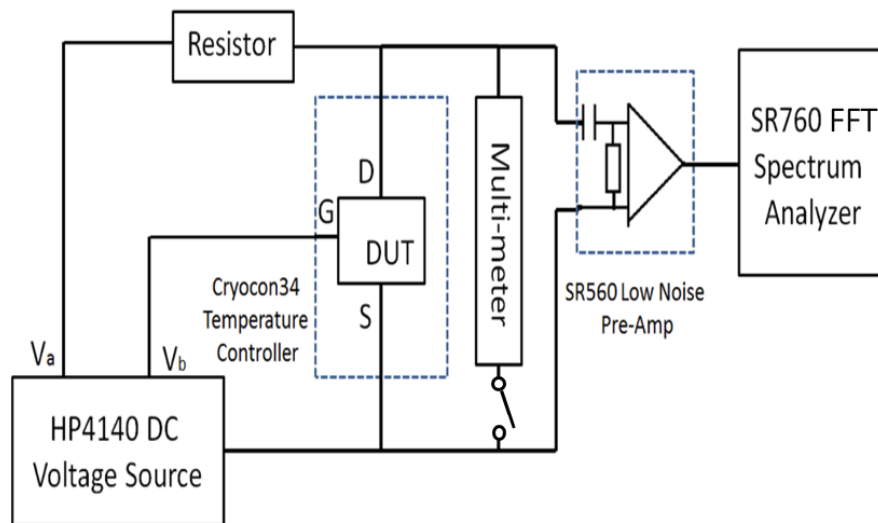 Resistor
SR760 FFT
Spectrum
Analyzer
Multi-meter
D
G
DUT
S
Cryocon34
Temperature
Controller
SR560 Low Noise
Pre-Amp
Va
Vb
HP4140 DC
Voltage Source